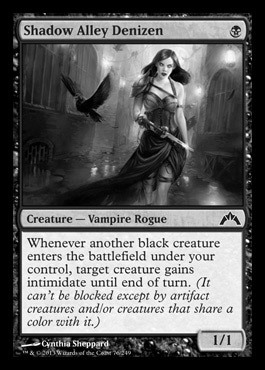 Shadow Alley Denizen
Creature — Vampire Rogue
Whenever another black creature
enters the battlefield under your
control, target creature gains
intimidate until end of turn. (It
can't be blocked except by artifact
creatures and/or creatures that share a
color with it.)
1/1
Cynthia Sheppard
& © 2013 Wizards of the Coast 76/249